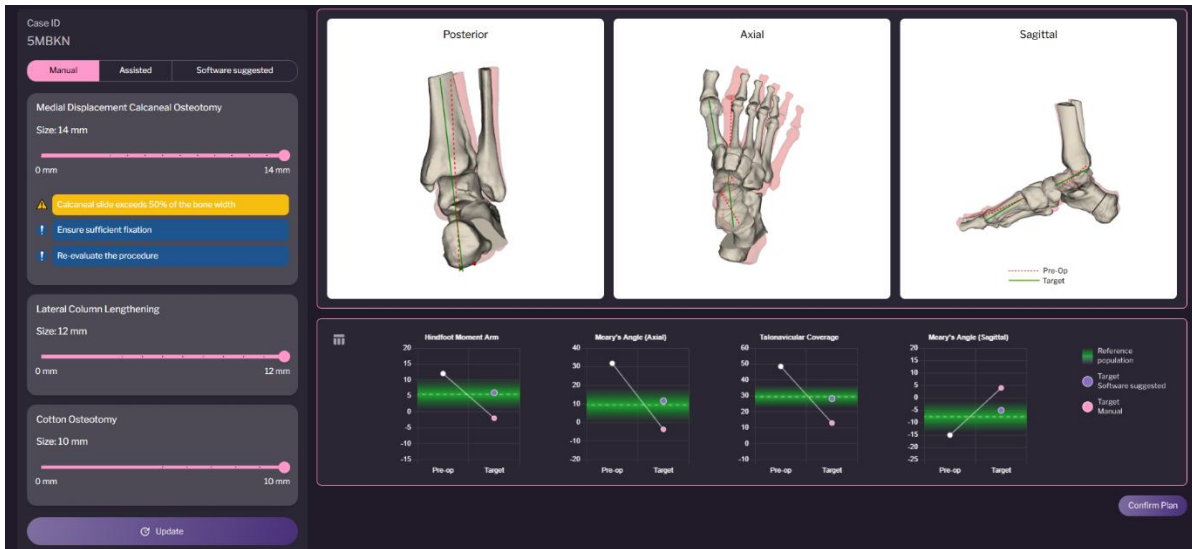 Case ID
5MBKN
Manual Assisted Software suggested
Medial Displacement Calcaneal Osteotomy
Size: 14 mm
0 mm 14 mm
Calcaneal slide exceeds 50% of the bone width
Ensure sufficient fixation
Re-evaluate the procedure
Lateral Column Lengthening
Size: 12 mm
0 mm 12 mm
Cotton Osteotomy
Size: 10 mm
0 mm 10 mm
Update
Posterior
Axial
Sagittal
Pre-Op
Target
Hindfoot Moment Arm
20
15
10
5
0
-5
-10
-15
Pre-op Target
Meary's Angle (Axial)
40
30
20
10
0
-10
-20
Pre-op Target
Talonavicular Coverage
60
50
40
30
20
10
0
-10
Pre-op Target
Meary's Angle (Sagittal)
20
15
10
5
0
-5
-10
-15
-20
-25
Pre-op Target
Reference
population
Target
Software suggested
Target
Manual
Confirm Plan